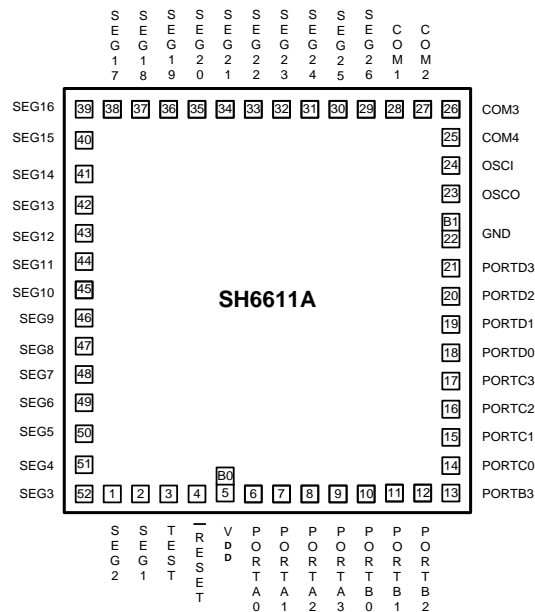 SEG17 SEG18 SEG19 SEG20 SEG21 SEG22 SEG23 SEG24 SEG25 SEG26 COM1 COM2
SEG16 39 38 37 36 35 34 33 32 31 30 29 28 27 26 COM3
SEG15 40 25 COM4
SEG14 41 24 OSCI
SEG13 42 23 OSCO
SEG12 43 B1 22 GND
SEG11 44 21 PORTD3
SEG10 45 20 PORTD2
SH6611A
SEG9 46 19 PORTD1
SEG8 47 18 PORTD0
SEG7 48 17 PORTC3
SEG6 49 16 PORTC2
SEG5 50 15 PORTC1
SEG4 51 B0 14 PORTC0
SEG3 52 1 2 3 4 5 6 7 8 9 10 11 12 13 PORTB3
SEG2 SEG1 TEST RESET VDD PORTA0 PORTA1 PORTA2 PORTA3 PORTB0 PORTB1 PORTB2